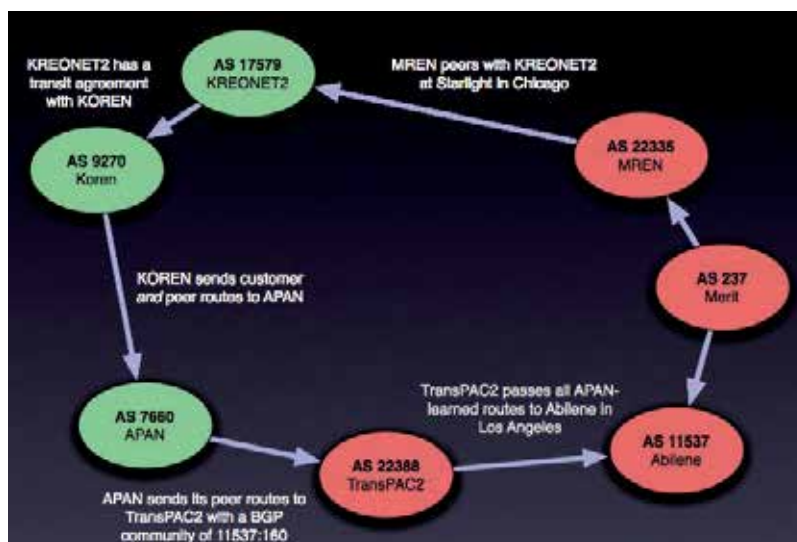 KREONET2 has a
transit agreement
with KOREN
AS 17579
KREONET2
MREN peers with KREONET2
at Starlight in Chicago
AS 9270
Koren
AS 22335
MREN
KOREN sends customer
and peer routes to APAN
AS 237
Merit
AS 7660
APAN
TransPAC2 passes all APAN-
learned routes to Abilene in
Los Angeles
AS 22388
TransPAC2
AS 11537
Abilene
APAN sends its peer routes to
TransPAC2 with a BGP
community of 11537:160